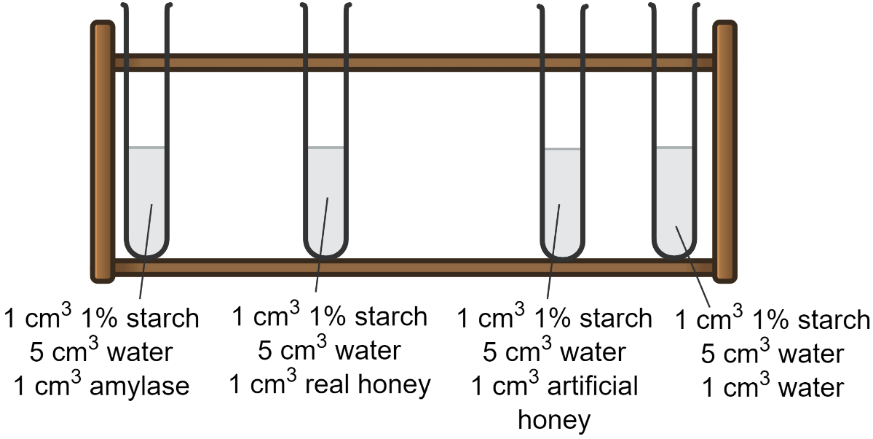 1 cm³ 1% starch
5 cm³ water
1 cm³ amylase
1 cm³ 1% starch
5 cm³ water
1 cm³ real honey
1 cm³ 1% starch
5 cm³ water
1 cm³ artificial
honey
1 cm³ 1% starch
5 cm³ water
1 cm³ water